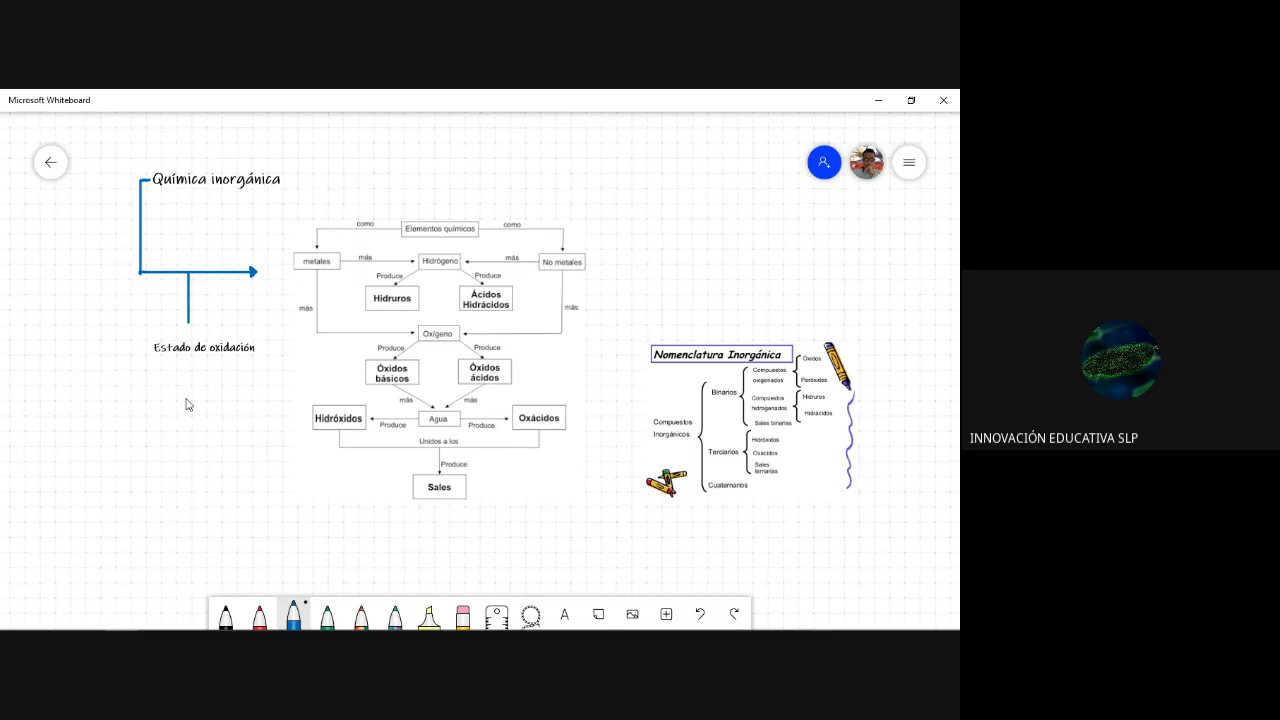 Microsoft Whiteboard
Química inorgánica
Estado de oxidación
como
Elementos químicos
como
metales
más
Hidrógeno
más
No metales
Produce
Produce
Hidruros
Ácidos
Hidrácidos
más
más
Oxígeno
Produce
Produce
Óxidos
básicos
Óxidos
ácidos
más
más
Hidróxidos
Produce
Agua
Produce
Oxácidos
Unidos a los
Produce
Sales
Nomenclatura Inorgánica
Compuestos
Inorgánicos
Binarios
Compuestos
oxigenados
Óxidos
Peróxidos
Compuestos
hidrogenados
Hidruros
Hidrácidos
Sales binarias
Terciarios
Hidróxidos
Oxácidos
Sales
ternarias
Cuaternarios
A
INNOVACIÓN EDUCATIVA SLP